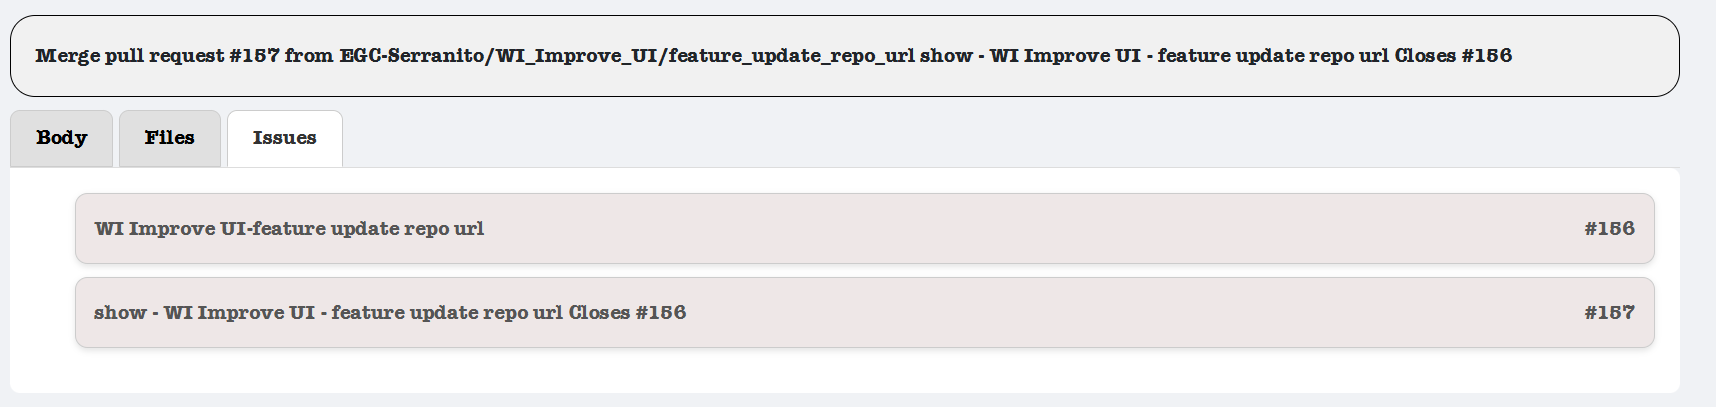 Merge pull request #157 from EGC-Serranito/WI_Improve_UI/feature_update_repo_url show - WI Improve UI - feature update repo url Closes #156
Body Files Issues
WI Improve UI-feature update repo url #156
show - WI Improve UI - feature update repo url Closes #156 #157